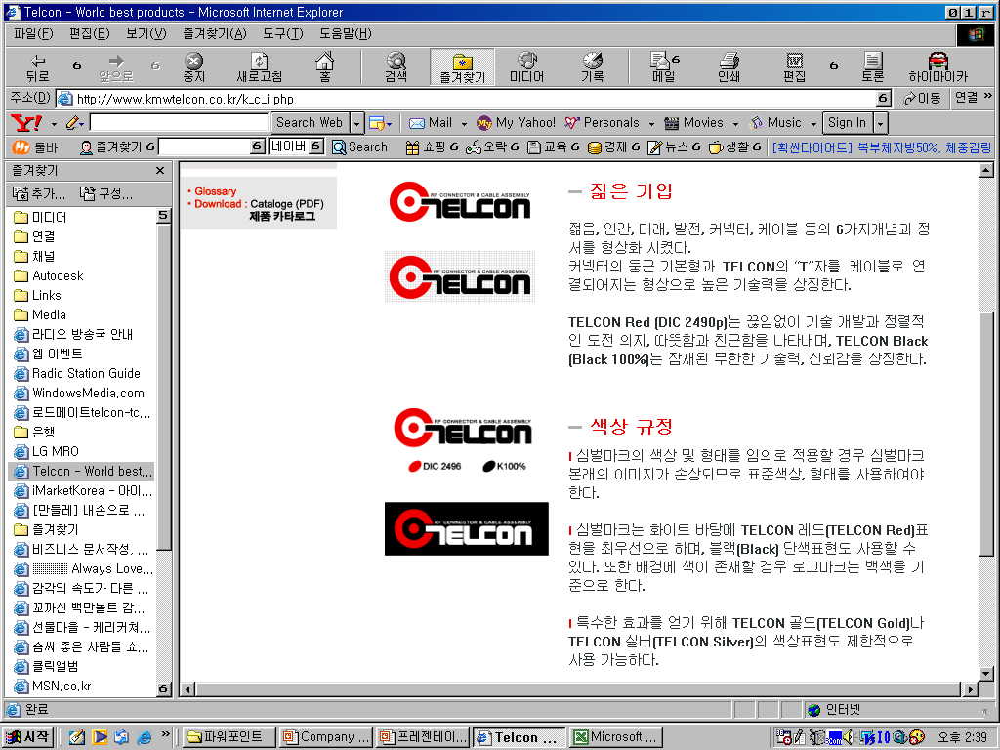 Telcon - World best products - Microsoft Internet Explorer
파일(F) 편집(E) 보기(V) 즐겨찾기(A) 도구(T) 도움말(H)
뒤로 앞으로 중지 새로고침 홈 검색 즐겨찾기 미디어 기록 메일 인쇄 편집 토론 하이마이카
주소(D) http://www.kmwtelcon.co.kr/k_c_i.php 이동 연결 »
Y! Search Web Mail My Yahoo! Personals Movies Music Sign In
툴바 즐겨찾기 네이버 Search 쇼핑 오락 교육 경제 뉴스 생활 [확싼다이어트] 복부체지방50%, 체중감량
즐겨찾기
추가... 구성...
미디어
연결
채널
Autodesk
Links
Media
라디오 방송국 안내
웹 이벤트
Radio Station Guide
WindowsMedia.com
로드메이트telcon-tc...
은행
LG MRO
Telcon - World best...
iMarketKorea - 아이...
[만들레] 내손으로 ...
즐겨찾기
비즈니스 문서작성, ...
Always Love...
감각의 속도가 다른 ...
꼬까신 백만볼트 감...
선물마을 - 케리커쳐...
솜씨 좋은 사람들 쇼...
클릭앨범
MSN.co.kr
• Glossary
• Download : Cataloge (PDF)
제품 카타로그
RF CONNECTOR & CABLE ASSEMBLY
TELCON
RF CONNECTOR & CABLE ASSEMBLY
TELCON
젊은 기업
젊음, 인간, 미래, 발전, 커넥터, 케이블 등의 6가지개념과 정
서를 형상화 시켰다.
커넥터의 둥근 기본형과 TELCON의 “T”자를 케이블로 연
결되어지는 형상으로 높은 기술력을 상징한다.
TELCON Red (DIC 2490p)는 끊임없이 기술 개발과 정렬적
인 도전 의지, 따뜻함과 친근함을 나타내며, TELCON Black
(Black 100%)는 잠재된 무한한 기술력, 신뢰감을 상징한다.
RF CONNECTOR & CABLE ASSEMBLY
TELCON
DIC 2496 K100%
RF CONNECTOR & CABLE ASSEMBLY
TELCON
색상 규정
심벌마크의 색상 및 형태를 임의로 적용할 경우 심벌마크
본래의 이미지가 손상되므로 표준색상, 형태를 사용하여야
한다.
심벌마크는 화이트 바탕에 TELCON 레드(TELCON Red)표
현을 최우선으로 하며, 블랙(Black) 단색표현도 사용할 수
있다. 또한 배경에 색이 존재할 경우 로고마크는 백색을 기
준으로 한다.
특수한 효과를 얻기 위해 TELCON 골드(TELCON Gold)나
TELCON 실버(TELCON Silver)의 색상표현도 제한적으로
사용 가능하다.
완료 인터넷
시작 » 파워포인트 Company ... 프레젠테이... Telcon ... Microsoft ... 오후 2:39